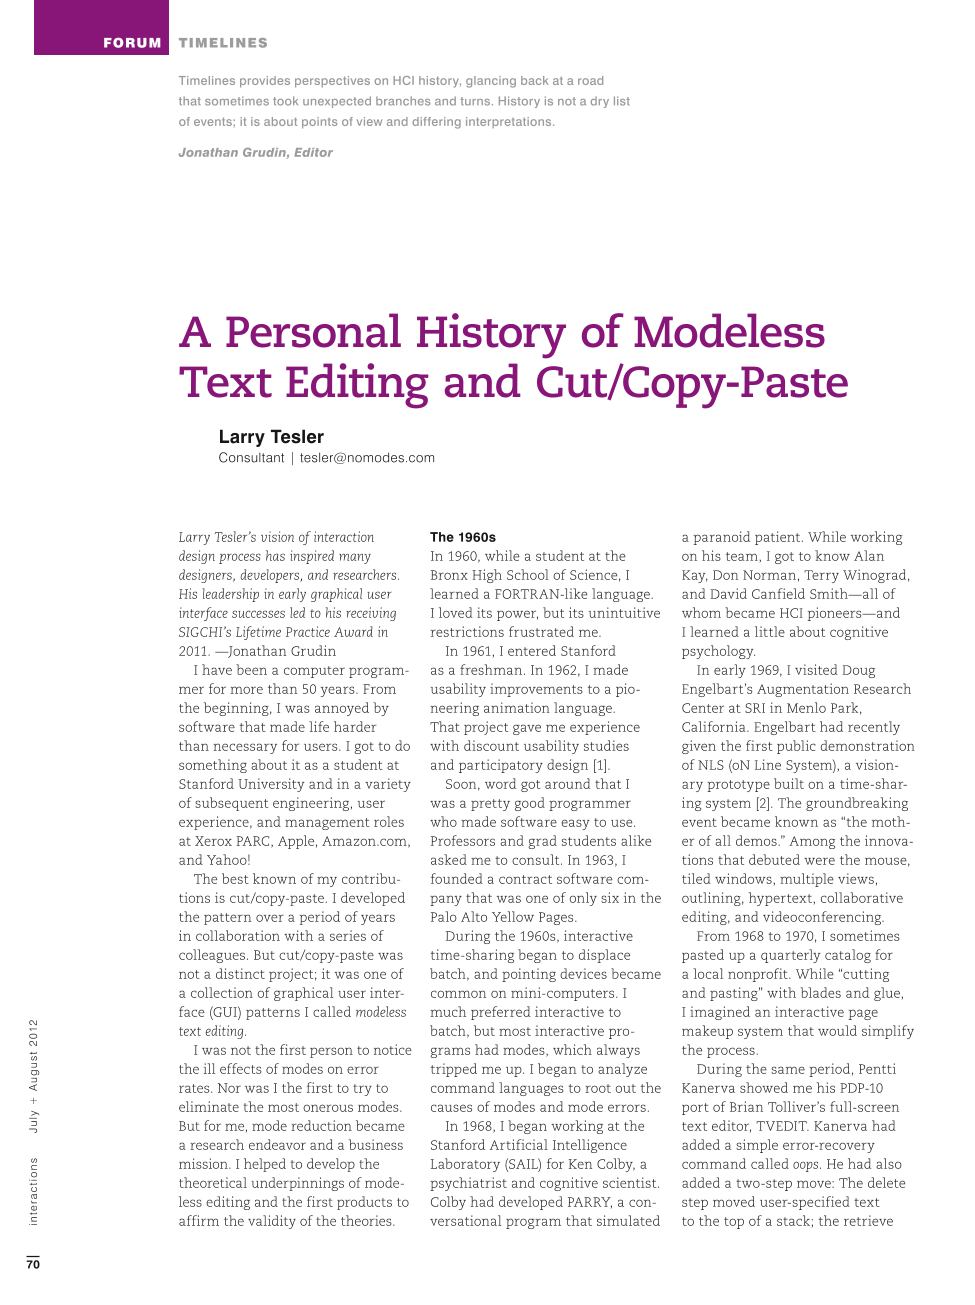 FORUM TIMELINES
Timelines provides perspectives on HCI history, glancing back at a road
that sometimes took unexpected branches and turns. History is not a dry list
of events; it is about points of view and differing interpretations.
Jonathan Grudin, Editor
A Personal History of Modeless
Text Editing and Cut/Copy-Paste
Larry Tesler
Consultant | tesler@nomodes.com
Larry Tesler’s vision of interaction
design process has inspired many
designers, developers, and researchers.
His leadership in early graphical user
interface successes led to his receiving
SIGCHI’s Lifetime Practice Award in
2011. —Jonathan Grudin
I have been a computer program-
mer for more than 50 years. From
the beginning, I was annoyed by
software that made life harder
than necessary for users. I got to do
something about it as a student at
Stanford University and in a variety
of subsequent engineering, user
experience, and management roles
at Xerox PARC, Apple, Amazon.com,
and Yahoo!
The best known of my contribu-
tions is cut/copy-paste. I developed
the pattern over a period of years
in collaboration with a series of
colleagues. But cut/copy-paste was
not a distinct project; it was one of
a collection of graphical user inter-
face (GUI) patterns I called modeless
text editing.
I was not the first person to notice
the ill effects of modes on error
rates. Nor was I the first to try to
eliminate the most onerous modes.
But for me, mode reduction became
a research endeavor and a business
mission. I helped to develop the
theoretical underpinnings of mode-
less editing and the first products to
affirm the validity of the theories.
The 1960s
In 1960, while a student at the
Bronx High School of Science, I
learned a FORTRAN-like language.
I loved its power, but its unintuitive
restrictions frustrated me.
In 1961, I entered Stanford
as a freshman. In 1962, I made
usability improvements to a pio-
neering animation language.
That project gave me experience
with discount usability studies
and participatory design [1].
Soon, word got around that I
was a pretty good programmer
who made software easy to use.
Professors and grad students alike
asked me to consult. In 1963, I
founded a contract software com-
pany that was one of only six in the
Palo Alto Yellow Pages.
During the 1960s, interactive
time-sharing began to displace
batch, and pointing devices became
common on mini-computers. I
much preferred interactive to
batch, but most interactive pro-
grams had modes, which always
tripped me up. I began to analyze
command languages to root out the
causes of modes and mode errors.
In 1968, I began working at the
Stanford Artificial Intelligence
Laboratory (SAIL) for Ken Colby, a
psychiatrist and cognitive scientist.
Colby had developed PARRY, a con-
versational program that simulated
a paranoid patient. While working
on his team, I got to know Alan
Kay, Don Norman, Terry Winograd,
and David Canfield Smith—all of
whom became HCI pioneers—and
I learned a little about cognitive
psychology.
In early 1969, I visited Doug
Engelbart’s Augmentation Research
Center at SRI in Menlo Park,
California. Engelbart had recently
given the first public demonstration
of NLS (oN Line System), a vision-
ary prototype built on a time-shar-
ing system [2]. The groundbreaking
event became known as “the moth-
er of all demos.” Among the innova-
tions that debuted were the mouse,
tiled windows, multiple views,
outlining, hypertext, collaborative
editing, and videoconferencing.
From 1968 to 1970, I sometimes
pasted up a quarterly catalog for
a local nonprofit. While “cutting
and pasting” with blades and glue,
I imagined an interactive page
makeup system that would simplify
the process.
During the same period, Pentti
Kanerva showed me his PDP-10
port of Brian Tolliver’s full-screen
text editor, TVEDIT. Kanerva had
added a simple error-recovery
command called oops. He had also
added a two-step move: The delete
step moved user-specified text
to the top of a stack; the retrieve
interactions July + August 2012
70